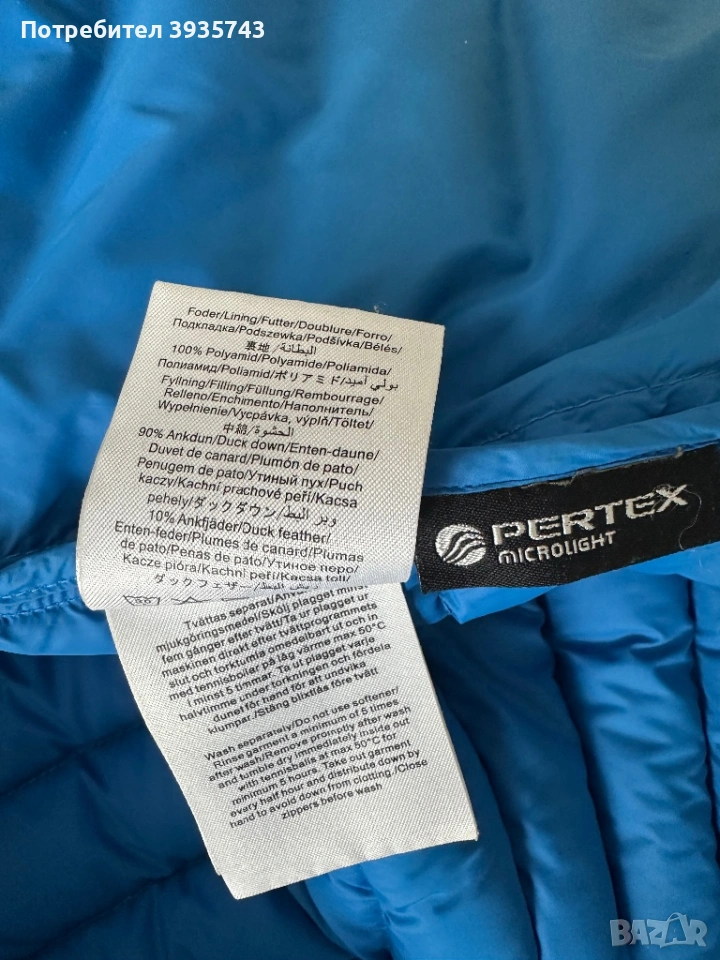 Потребител 3935743
Foder/Lining/Futter/Doublure/Forro/
Подкладка/Podszewka/Podšívka/Bélés/
裏地/البطانة/
100% Polyamid/Polyamide/Poliamida/
Полиамид/Poliamid/ポリアミド/بولي أميد/
Fyllning/Filling/Füllung/Rembourrage/
Relleno/Enchimento/Наполнитель/
Wypełnienie/Vycpávka, výplň/Töltet/
中綿/الحشوة/
90% Ankdun/Duck down/Enten-daune/
Duvet de canard/Plumón de pato/
Penugem de pato/Утиный пух/Puch
kaczy/Kachní prachové peří/Kacsa
pehely/ダックダウン/وبر البط/
10% Ankfjäder/Duck feather/
Enten-feder/Plumes de canard/Plumas
de pato/Penas de pato/Утиное перо/
Kacze pióra/Kachní peří/Kacsa toll/
ダックフェザー/ريش البط/
Tvättas separat/Använd
mjukgöringsmedel/Skölj plagget minst
fem gånger efter tvätt/Ta ur plagget ur
maskinen direkt efter tvättprogrammets
slut och torktumla omedelbart ut och in
med tennisbollar på låg värme max 50°C
I minst 5 timmar. Ta ut plagget varje
halvtimme under torkningen och fördela
dunet för hand för att undvika
klumpar./Stäng blixtlås före tvätt
Wash separately/Do not use softener/
Rinse garment a minimum of 5 times
after wash/Remove promptly after wash
and tumble dry immediately inside out
with tennisballs at max 50°C for
minimum 5 hours. Take out garment
every half hour and distribute down by
hand to avoid down from clotting./Close
zippers before wash
PERTEX
MICROLIGHT
BAZAR